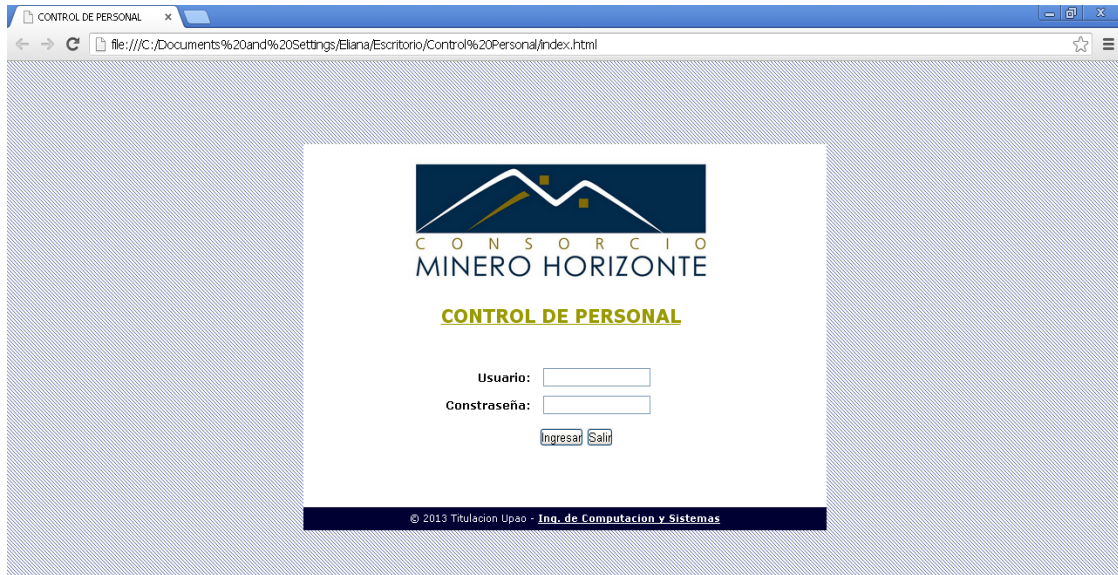 CONTROL DE PERSONAL
file:///C:/Documents%20and%20Settings/Eliana/Escritorio/Control%20Personal/index.html
CONSORCIO
MINERO HORIZONTE
CONTROL DE PERSONAL
Usuario:
Constraseña:
Ingresar Salir
© 2013 Titulacion Upao - Ing. de Computacion y Sistemas